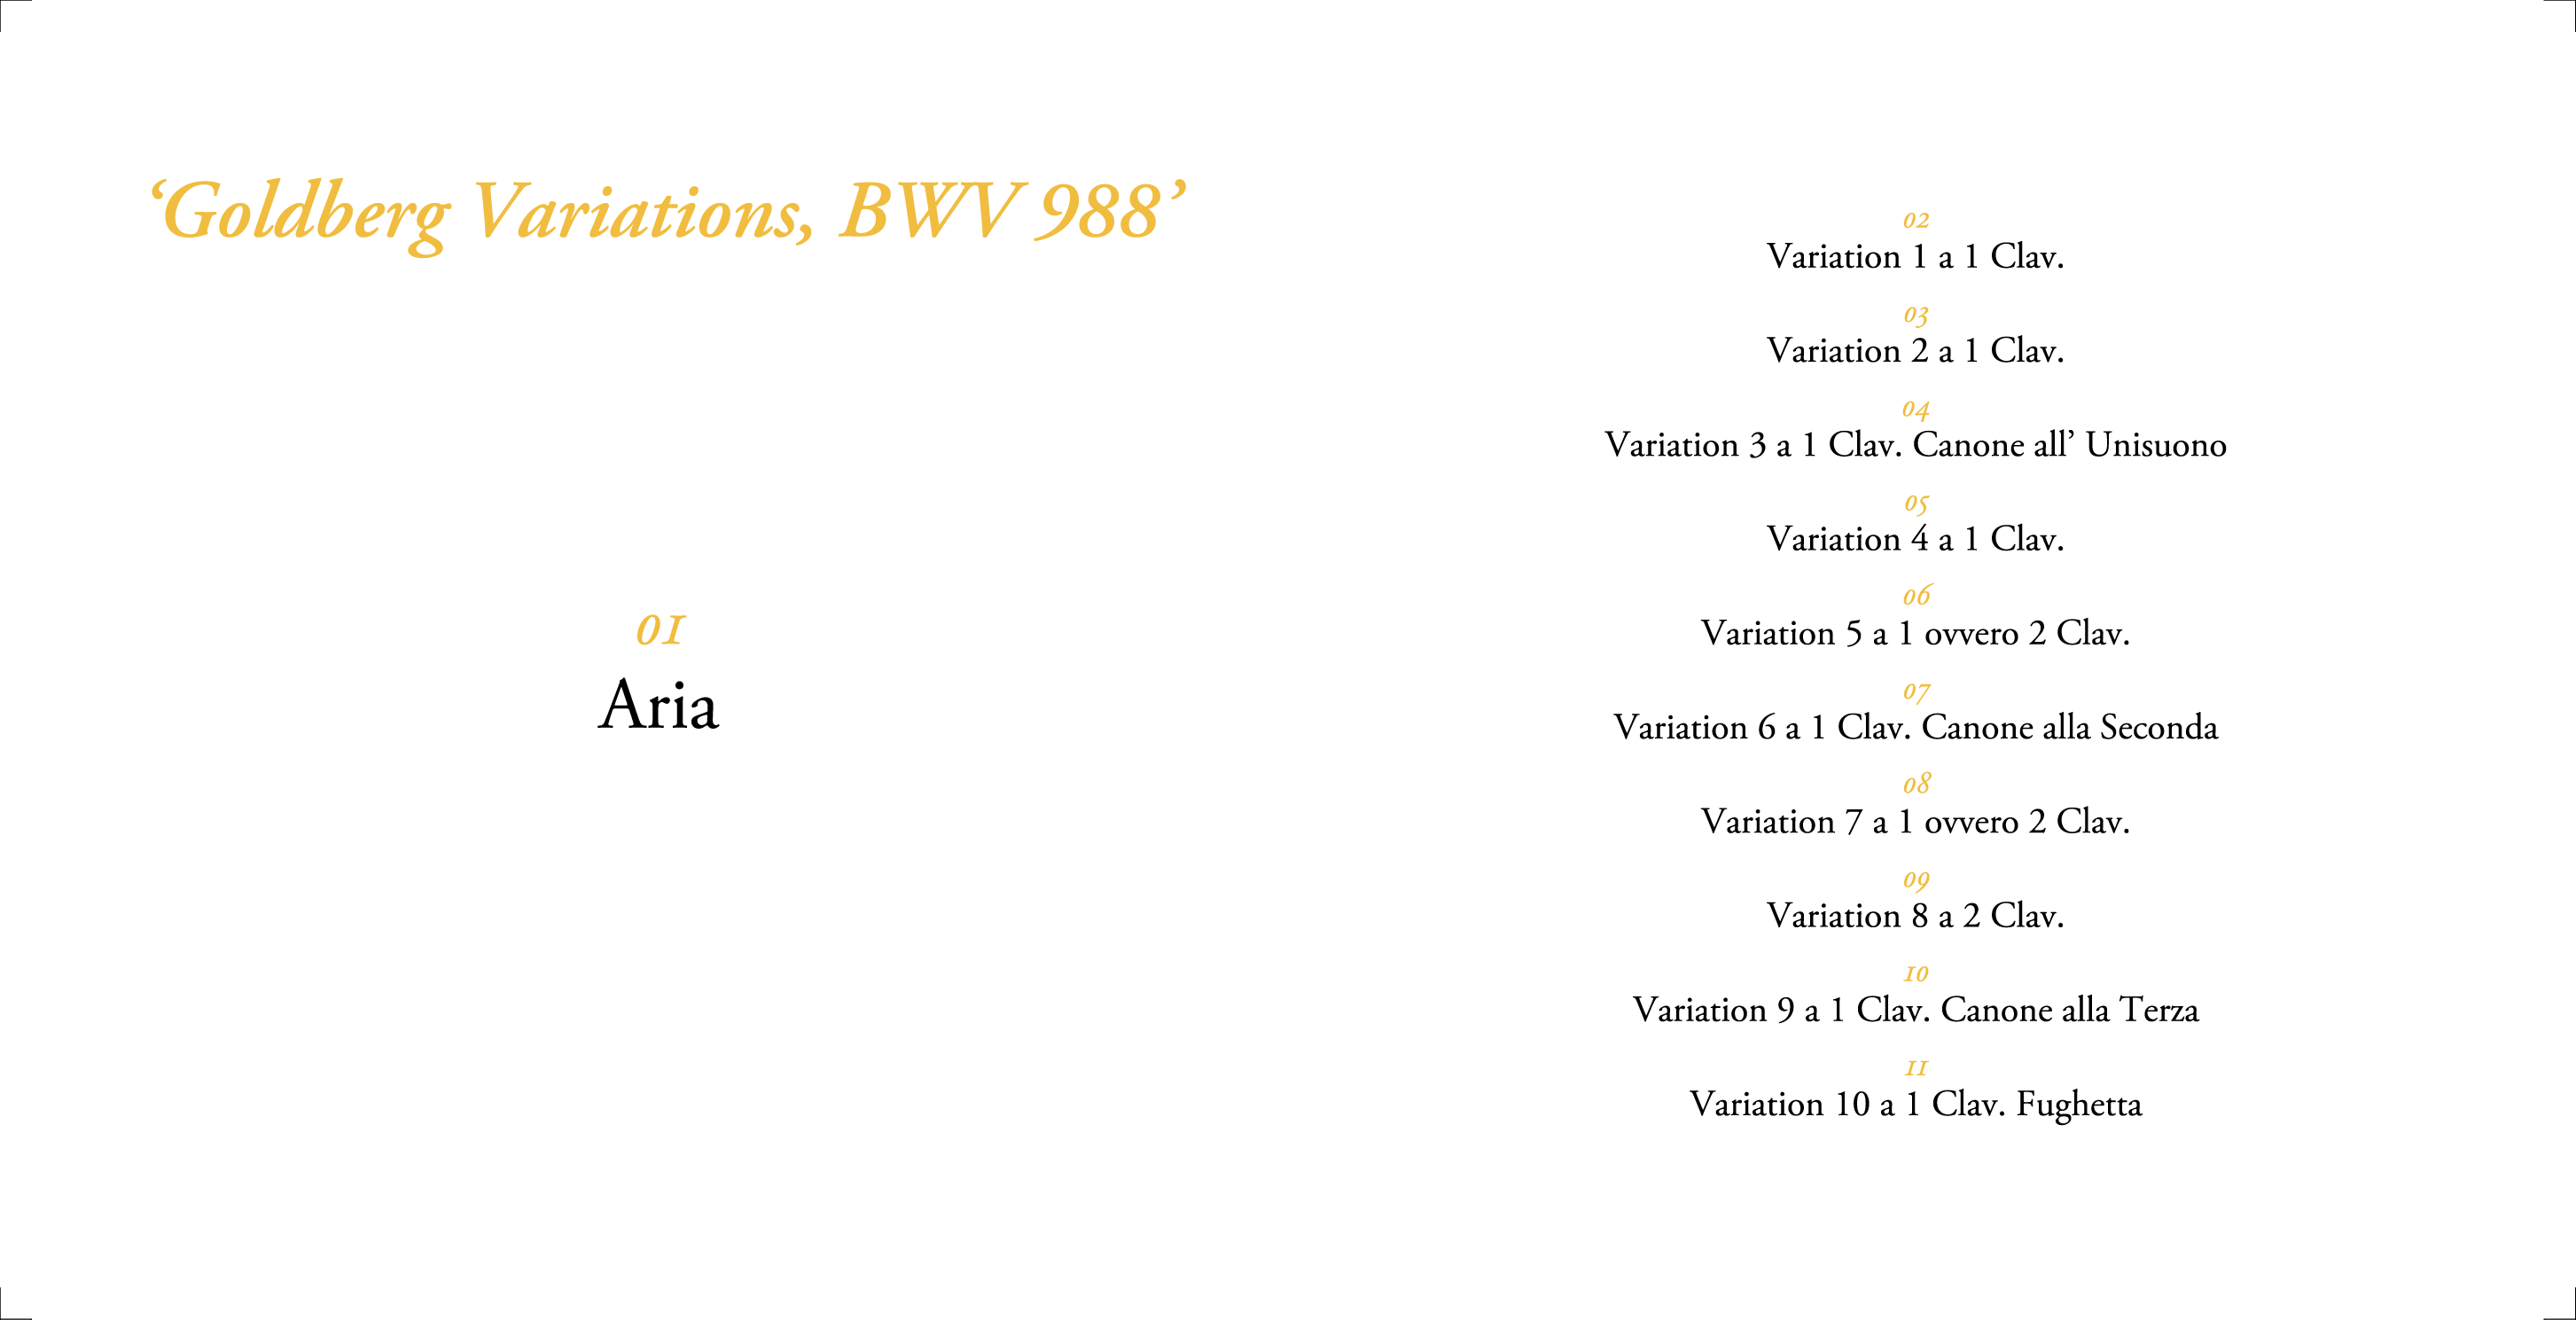 ‘Goldberg Variations, BWV 988’
01
Aria
02
Variation 1 a 1 Clav.
03
Variation 2 a 1 Clav.
04
Variation 3 a 1 Clav. Canone all’ Unisuono
05
Variation 4 a 1 Clav.
06
Variation 5 a 1 ovvero 2 Clav.
07
Variation 6 a 1 Clav. Canone alla Seconda
08
Variation 7 a 1 ovvero 2 Clav.
09
Variation 8 a 2 Clav.
10
Variation 9 a 1 Clav. Canone alla Terza
11
Variation 10 a 1 Clav. Fughetta